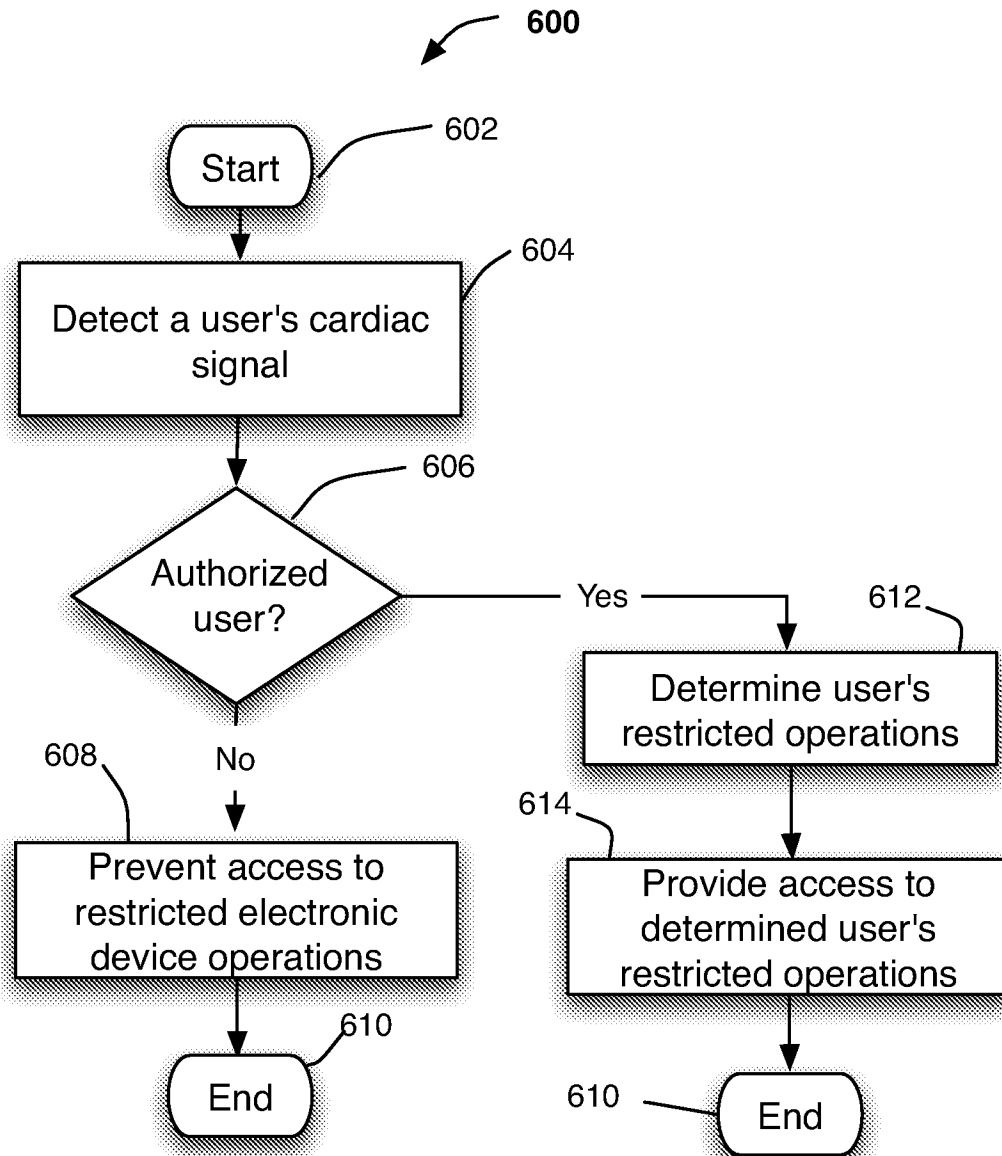 600
602
Start
604
Detect a user's cardiac
signal
606
Authorized
user?
Yes
612
Determine user's
restricted operations
No
608
614
Prevent access to
restricted electronic
device operations
Provide access to
determined user's
restricted operations
610
End
610
End